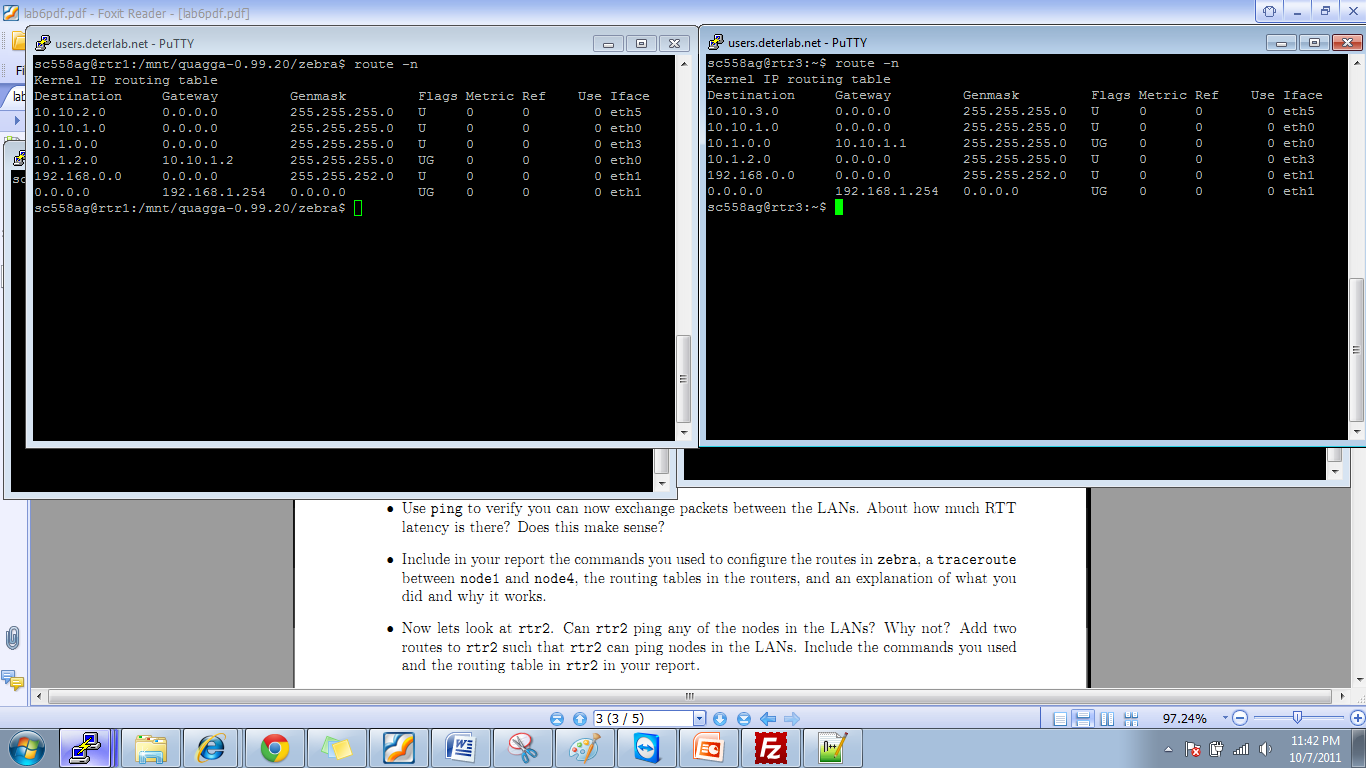 lab6pdf.pdf - Foxit Reader - [lab6pdf.pdf]
users.deterlab.net - PuTTY
sc558ag@rtr1:/mnt/quagga-0.99.20/zebra$ route -n
Kernel IP routing table
Destination Gateway Genmask Flags Metric Ref Use Iface
10.10.2.0 0.0.0.0 255.255.255.0 U 0 0 0 eth5
10.10.1.0 0.0.0.0 255.255.255.0 U 0 0 0 eth0
10.1.0.0 0.0.0.0 255.255.255.0 U 0 0 0 eth3
10.1.2.0 10.10.1.2 255.255.255.0 UG 0 0 0 eth0
192.168.0.0 0.0.0.0 255.255.252.0 U 0 0 0 eth1
0.0.0.0 192.168.1.254 0.0.0.0 UG 0 0 0 eth1
sc558ag@rtr1:/mnt/quagga-0.99.20/zebra$
users.deterlab.net - PuTTY
sc558ag@rtr3:~$ route -n
Kernel IP routing table
Destination Gateway Genmask Flags Metric Ref Use Iface
10.10.3.0 0.0.0.0 255.255.255.0 U 0 0 0 eth5
10.10.1.0 0.0.0.0 255.255.255.0 U 0 0 0 eth0
10.1.0.0 10.10.1.1 255.255.255.0 UG 0 0 0 eth0
10.1.2.0 0.0.0.0 255.255.255.0 U 0 0 0 eth3
192.168.0.0 0.0.0.0 255.255.252.0 U 0 0 0 eth1
0.0.0.0 192.168.1.254 0.0.0.0 UG 0 0 0 eth1
sc558ag@rtr3:~$
Fi
lab
sc
• Use ping to verify you can now exchange packets between the LANs. About how much RTT
latency is there? Does this make sense?
• Include in your report the commands you used to configure the routes in zebra, a traceroute
between node1 and node4, the routing tables in the routers, and an explanation of what you
did and why it works.
• Now lets look at rtr2. Can rtr2 ping any of the nodes in the LANs? Why not? Add two
routes to rtr2 such that rtr2 can ping nodes in the LANs. Include the commands you used
and the routing table in rtr2 in your report.
3 (3 / 5)
97.24%
11:42 PM
10/7/2011